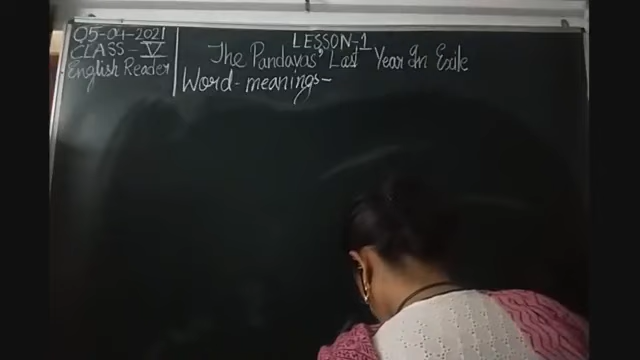 05-04-2021
CLASS - V
English Reader
LESSON-1
The Pandavas' Last Year In Exile
Word-meanings-